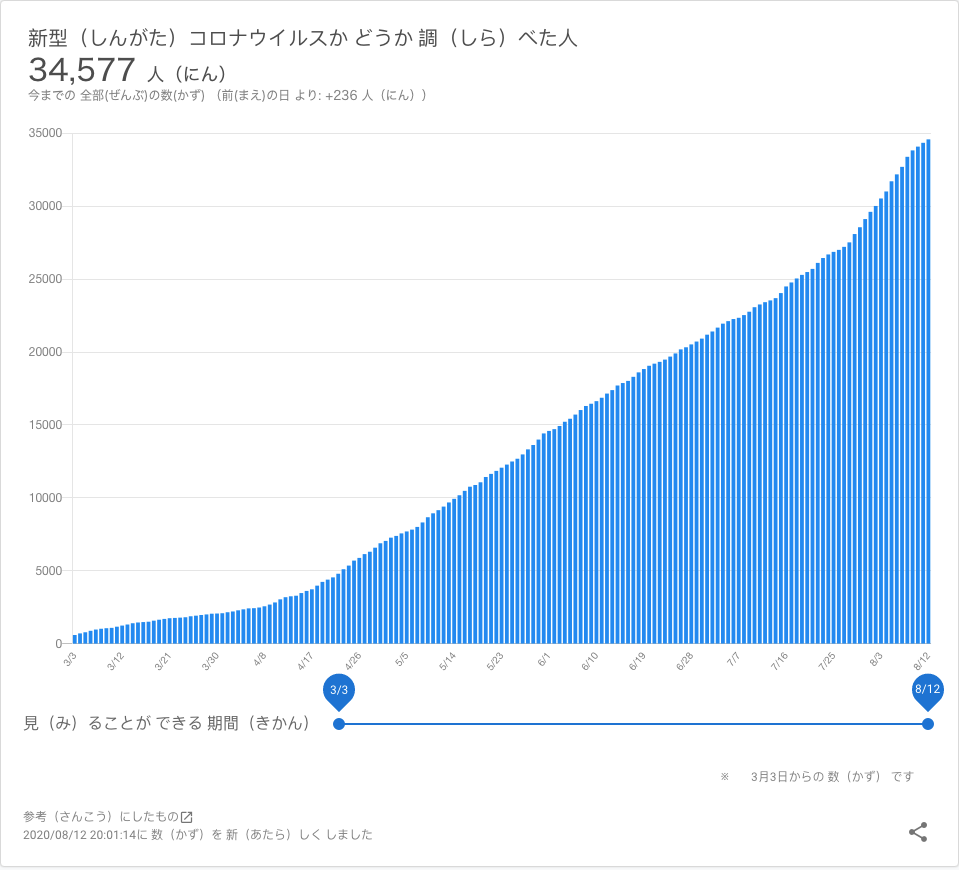 新型（しんがた）コロナウイルスか どうか 調（しら）べた人
34,577 人（にん）
今までの 全部(ぜんぶ)の数(かず) （前(まえ)の日 より: +236 人（にん））
35000
30000
25000
20000
15000
10000
5000
0
3/3 3/12 3/21 3/30 4/8 4/17 4/26 5/5 5/14 5/23 6/1 6/10 6/19 6/28 7/7 7/16 7/25 8/3 8/12
3/3 8/12
見（み）ることが できる 期間（きかん）
※ 3月3日からの 数（かず） です
参考（さんこう）にしたもの
2020/08/12 20:01:14に 数（かず）を 新（あたら）しく しました